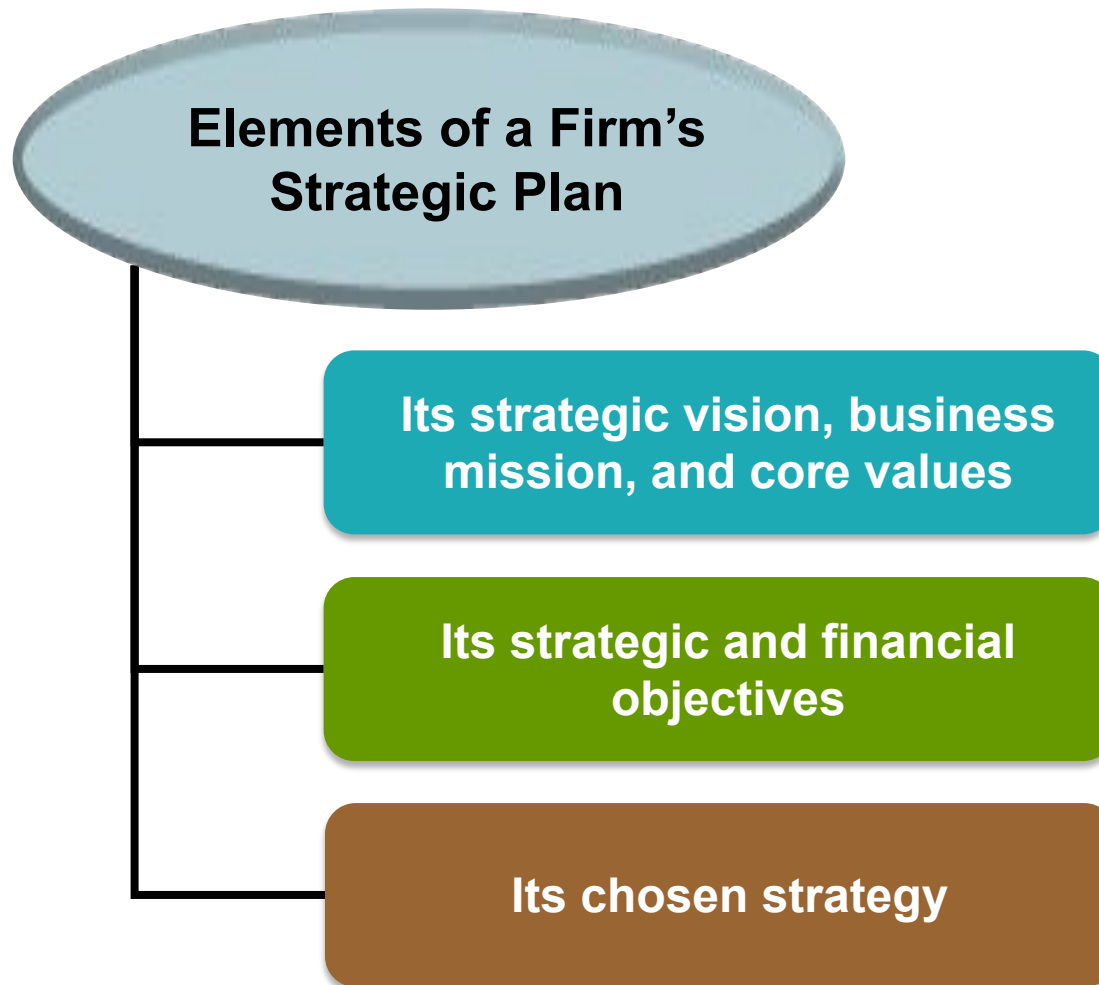 Elements of a Firm’s
Strategic Plan
Its strategic vision, business
mission, and core values
Its strategic and financial
objectives
Its chosen strategy